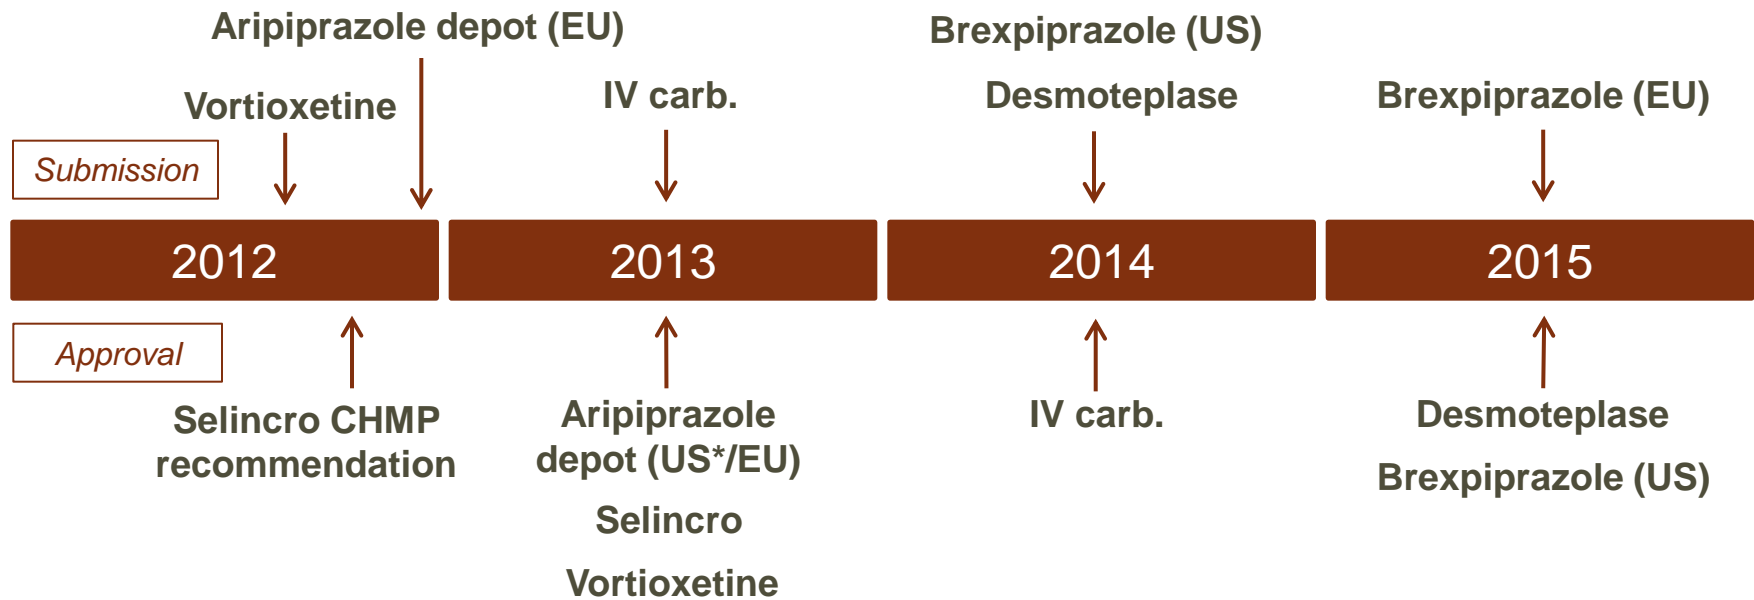 Aripiprazole depot (EU)
Brexpiprazole (US)
Vortioxetine
IV carb.
Desmoteplase
Brexpiprazole (EU)
Submission
2012
2013
2014
2015
Approval
Selincro CHMP
recommendation
Aripiprazole
depot (US*/EU)
Selincro
Vortioxetine
IV carb.
Desmoteplase
Brexpiprazole (US)